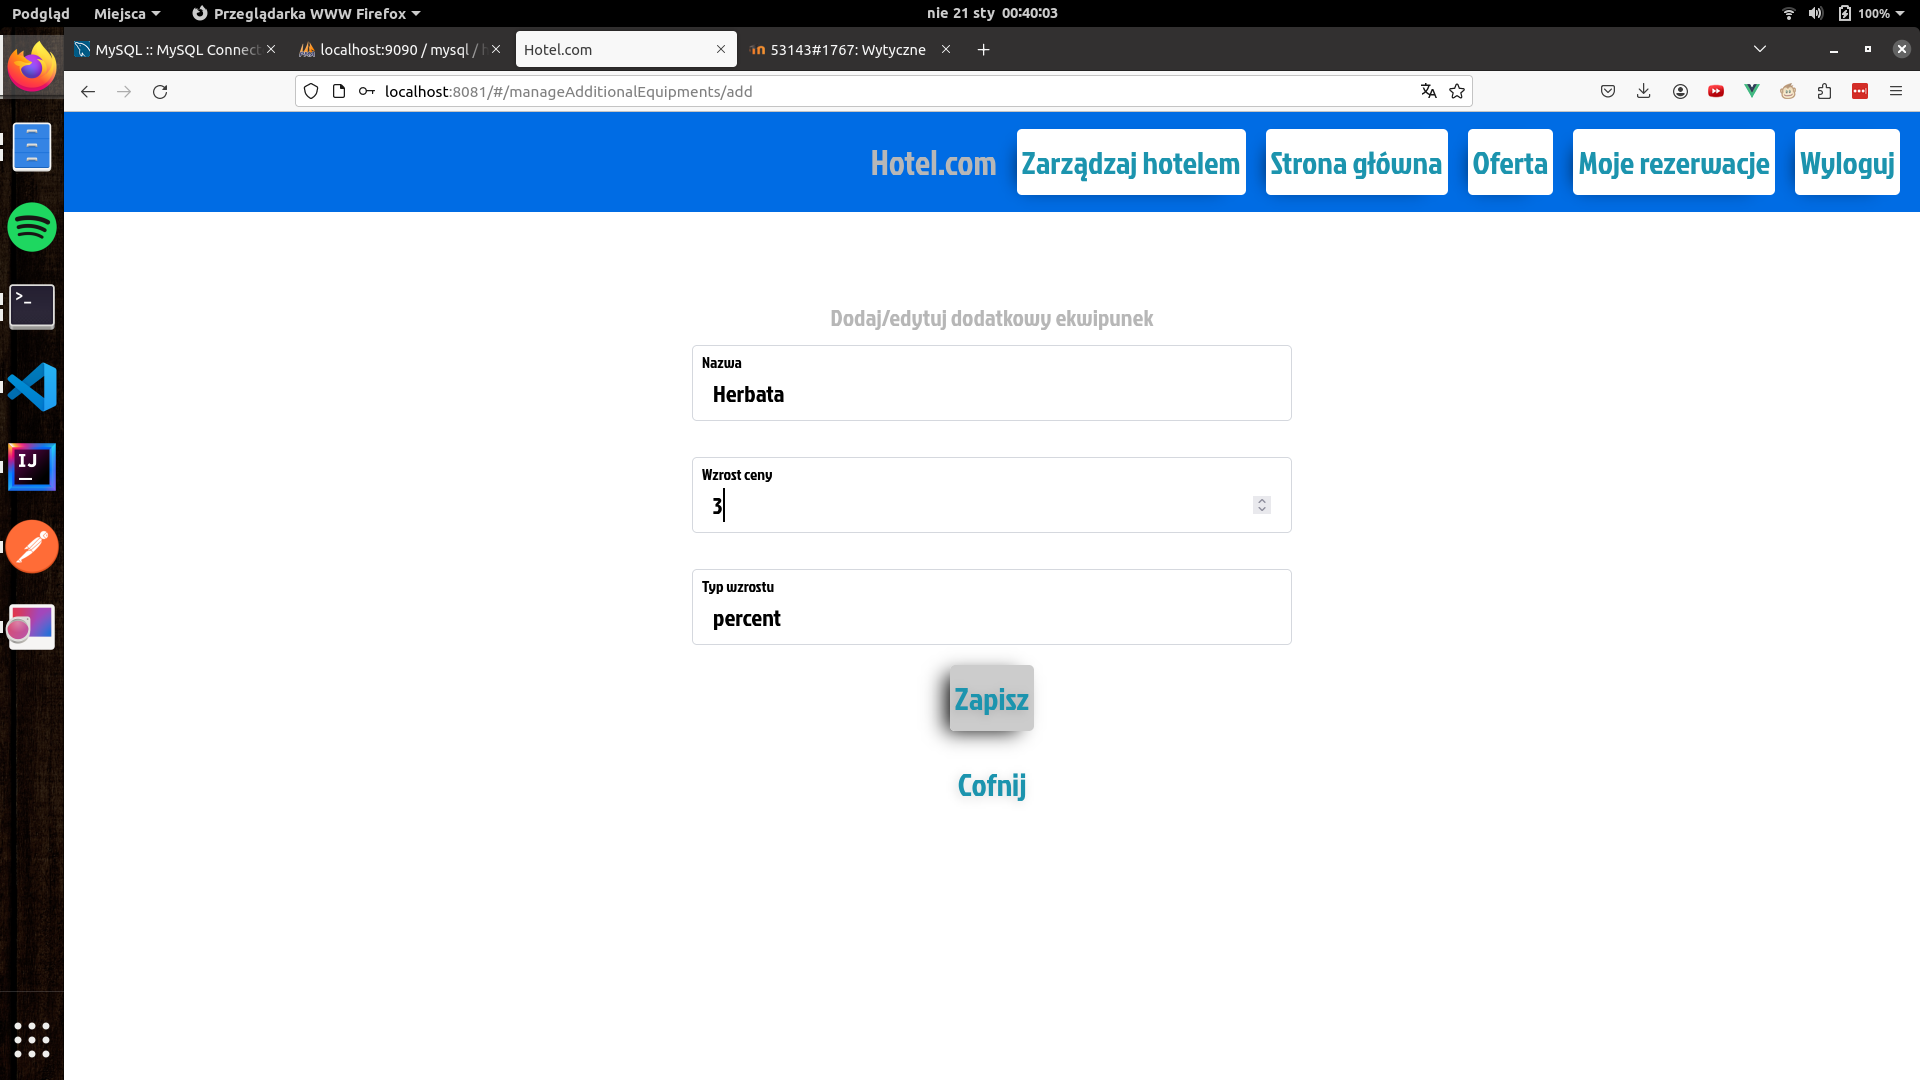 Podgląd Miejsca Przeglądarka WWW Firefox nie 21 sty 00:40:03 100%
MySQL :: MySQL Connect localhost:9090 / mysql / h Hotel.com 53143#1767: Wytyczne
localhost:8081/#/manageAdditionalEquipments/add
Hotel.com Zarządzaj hotelem Strona główna Oferta Moje rezerwacje Wyloguj
Dodaj/edytuj dodatkowy ekwipunek
Nazwa
Herbata
Wzrost ceny
3
Typ wzrostu
percent
Zapisz
Cofnij